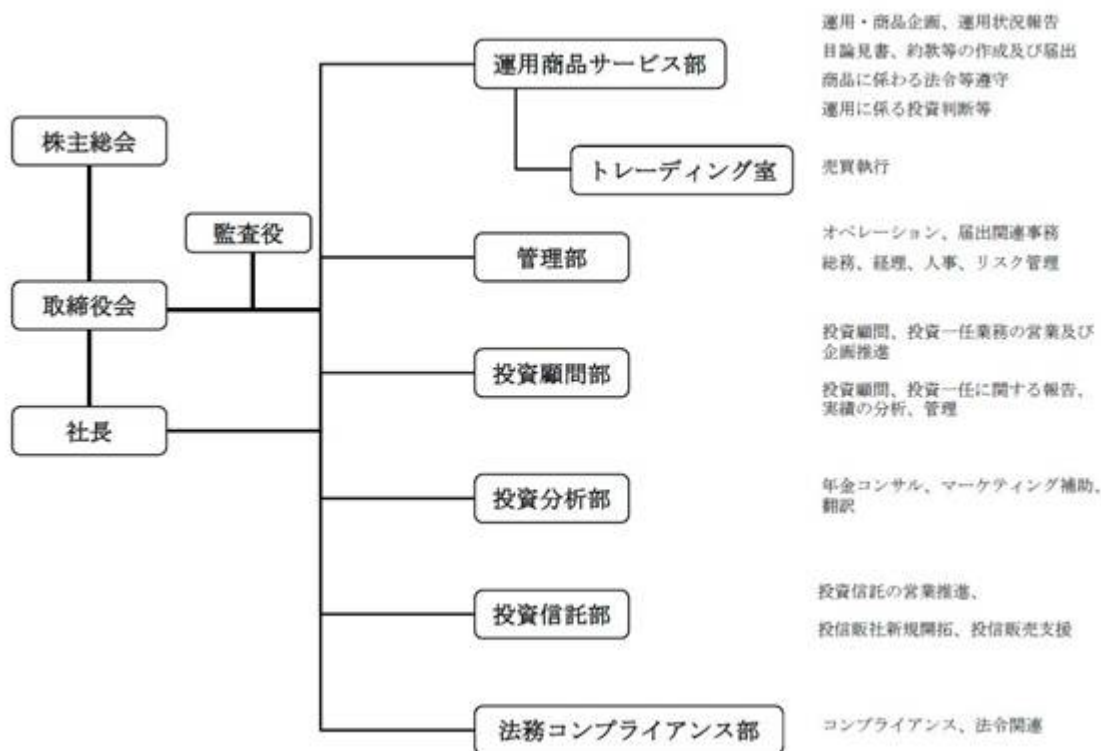 運用商品サービス部
運用・商品企画、運用状況報告
目論見書、約款等の作成及び届出
商品に係わる法令等遵守
運用に係る投資判断等
株主総会
トレーディング室
売買執行
監査役
管理部
オペレーション、届出関連事務
総務、経理、人事、リスク管理
取締役会
投資顧問部
投資顧問、投資一任業務の営業及び
企画推進
投資顧問、投資一任に関する報告、
実績の分析、管理
社長
投資分析部
年金コンサル、マーケティング補助、
翻訳
投資信託部
投資信託の営業推進、
投信販社新規開拓、投信販売支援
法務コンプライアンス部
コンプライアンス、法令関連